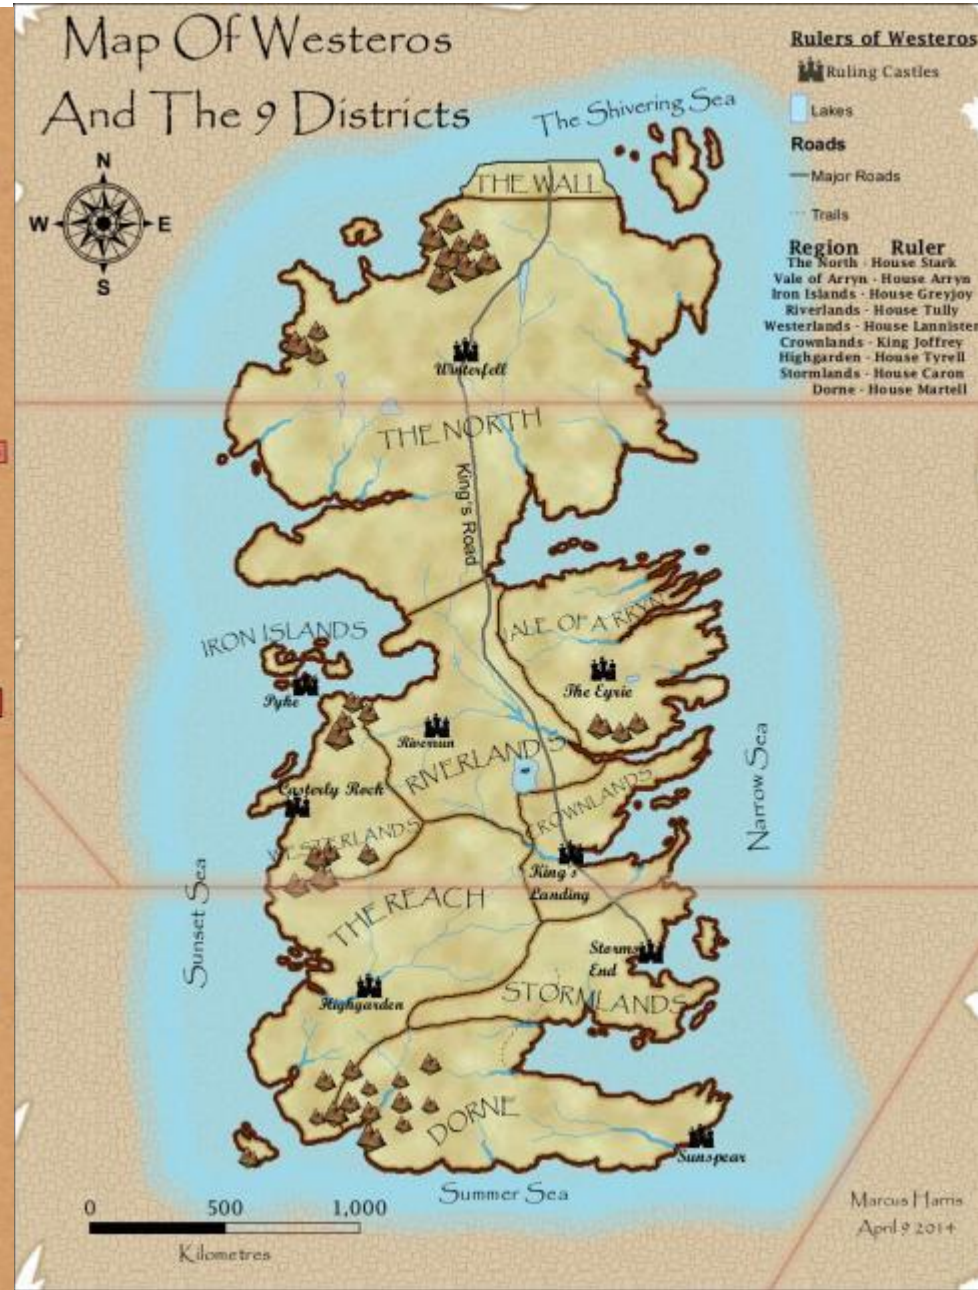 Map Of Westeros
And The 9 Districts
N
W
E
S
The Shivering Sea
Rulers of Westeros
Ruling Castles
Lakes
Roads
Major Roads
Trails
Region Ruler
The North - House Stark
Vale of Arryn - House Arryn
Iron Islands - House Greyjoy
Riverlands - House Tully
Westerlands - House Lannister
Crownlands - King Joffrey
Highgarden - House Tyrell
Stormlands - House Caron
Dorne - House Martell
THE WALL
Winterfell
THE NORTH
King's Road
IRON ISLANDS
VALE OF ARRYN
Pyke
The Eyrie
Riverrun
RIVERLANDS
Casterly Rock
CROWNLANDS
WESTERLANDS
Narrow Sea
King's
Landing
Sunset Sea
THE REACH
Storms
End
Highgarden
STORMLANDS
DORNE
Sunspear
Summer Sea
0 500 1,000
Kilometres
Marcus Harris
April 9 2014